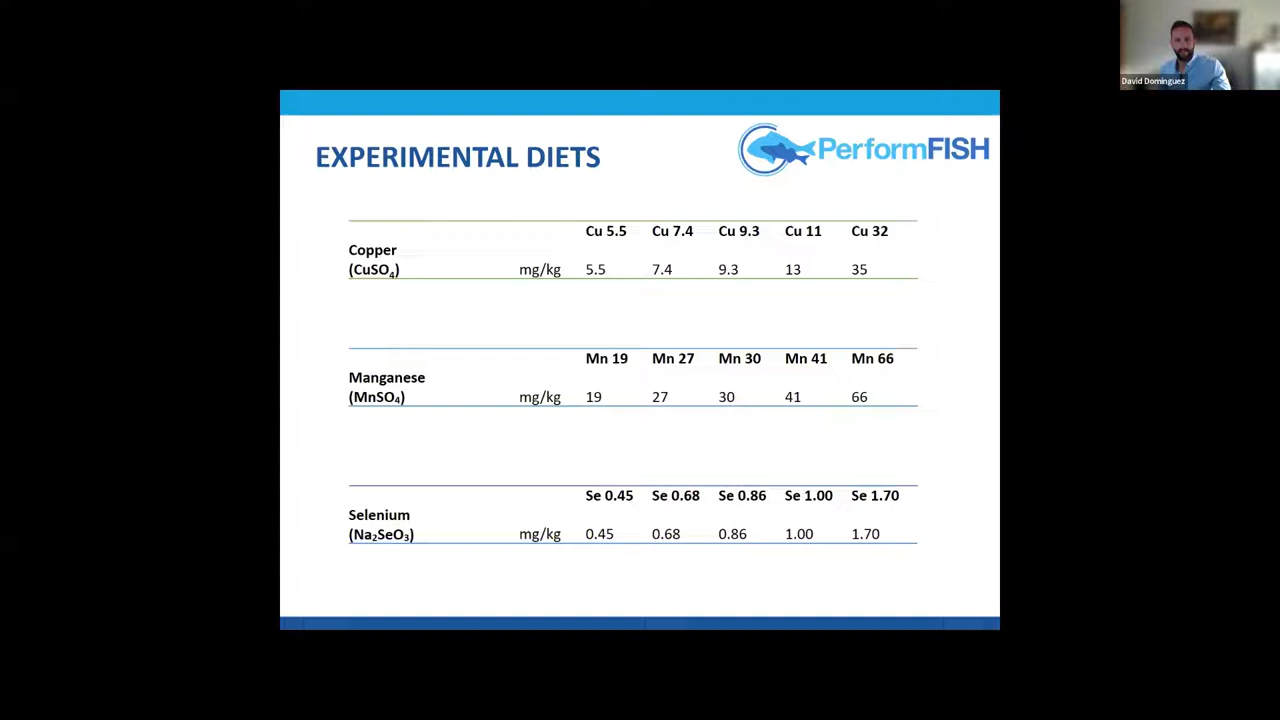 David Dominguez
EXPERIMENTAL DIETS
PerformFISH
Cu 5.5 Cu 7.4 Cu 9.3 Cu 11 Cu 32
Copper
(CuSO₄) mg/kg 5.5 7.4 9.3 13 35
Mn 19 Mn 27 Mn 30 Mn 41 Mn 66
Manganese
(MnSO₄) mg/kg 19 27 30 41 66
Se 0.45 Se 0.68 Se 0.86 Se 1.00 Se 1.70
Selenium
(Na₂SeO₃) mg/kg 0.45 0.68 0.86 1.00 1.70